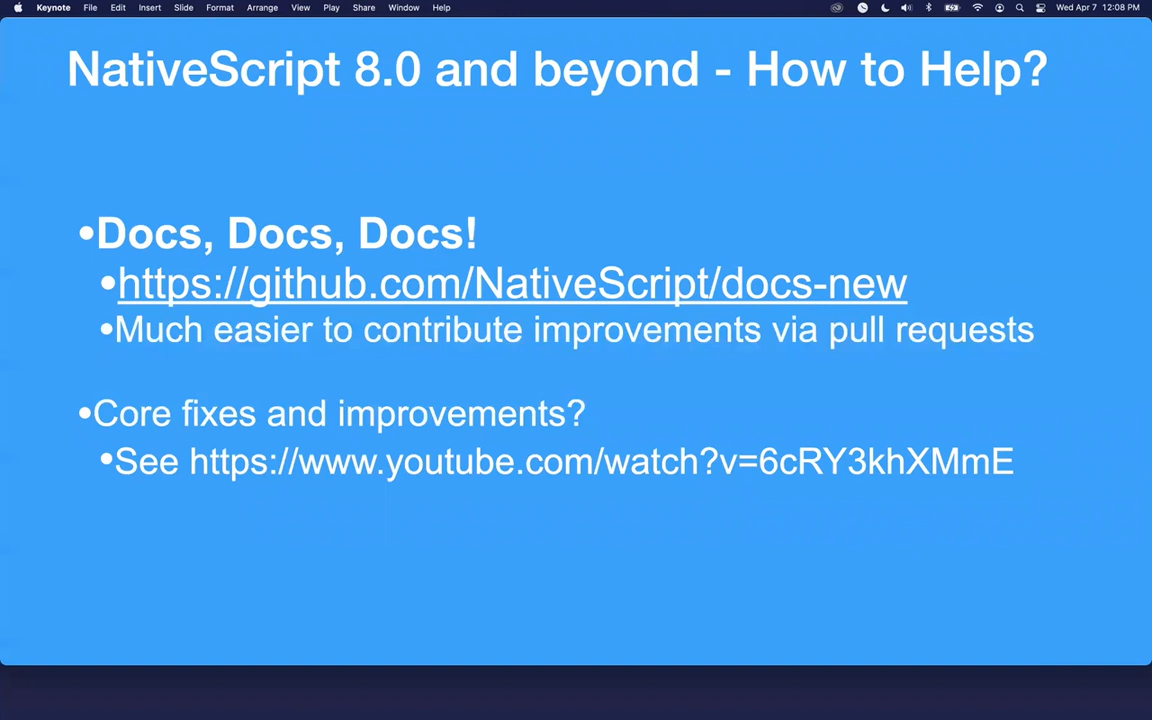 Keynote File Edit Insert Slide Format Arrange View Play Share Window Help Wed Apr 7 12:08 PM
NativeScript 8.0 and beyond - How to Help?
•Docs, Docs, Docs!
•https://github.com/NativeScript/docs-new
•Much easier to contribute improvements via pull requests
•Core fixes and improvements?
•See https://www.youtube.com/watch?v=6cRY3khXMmE